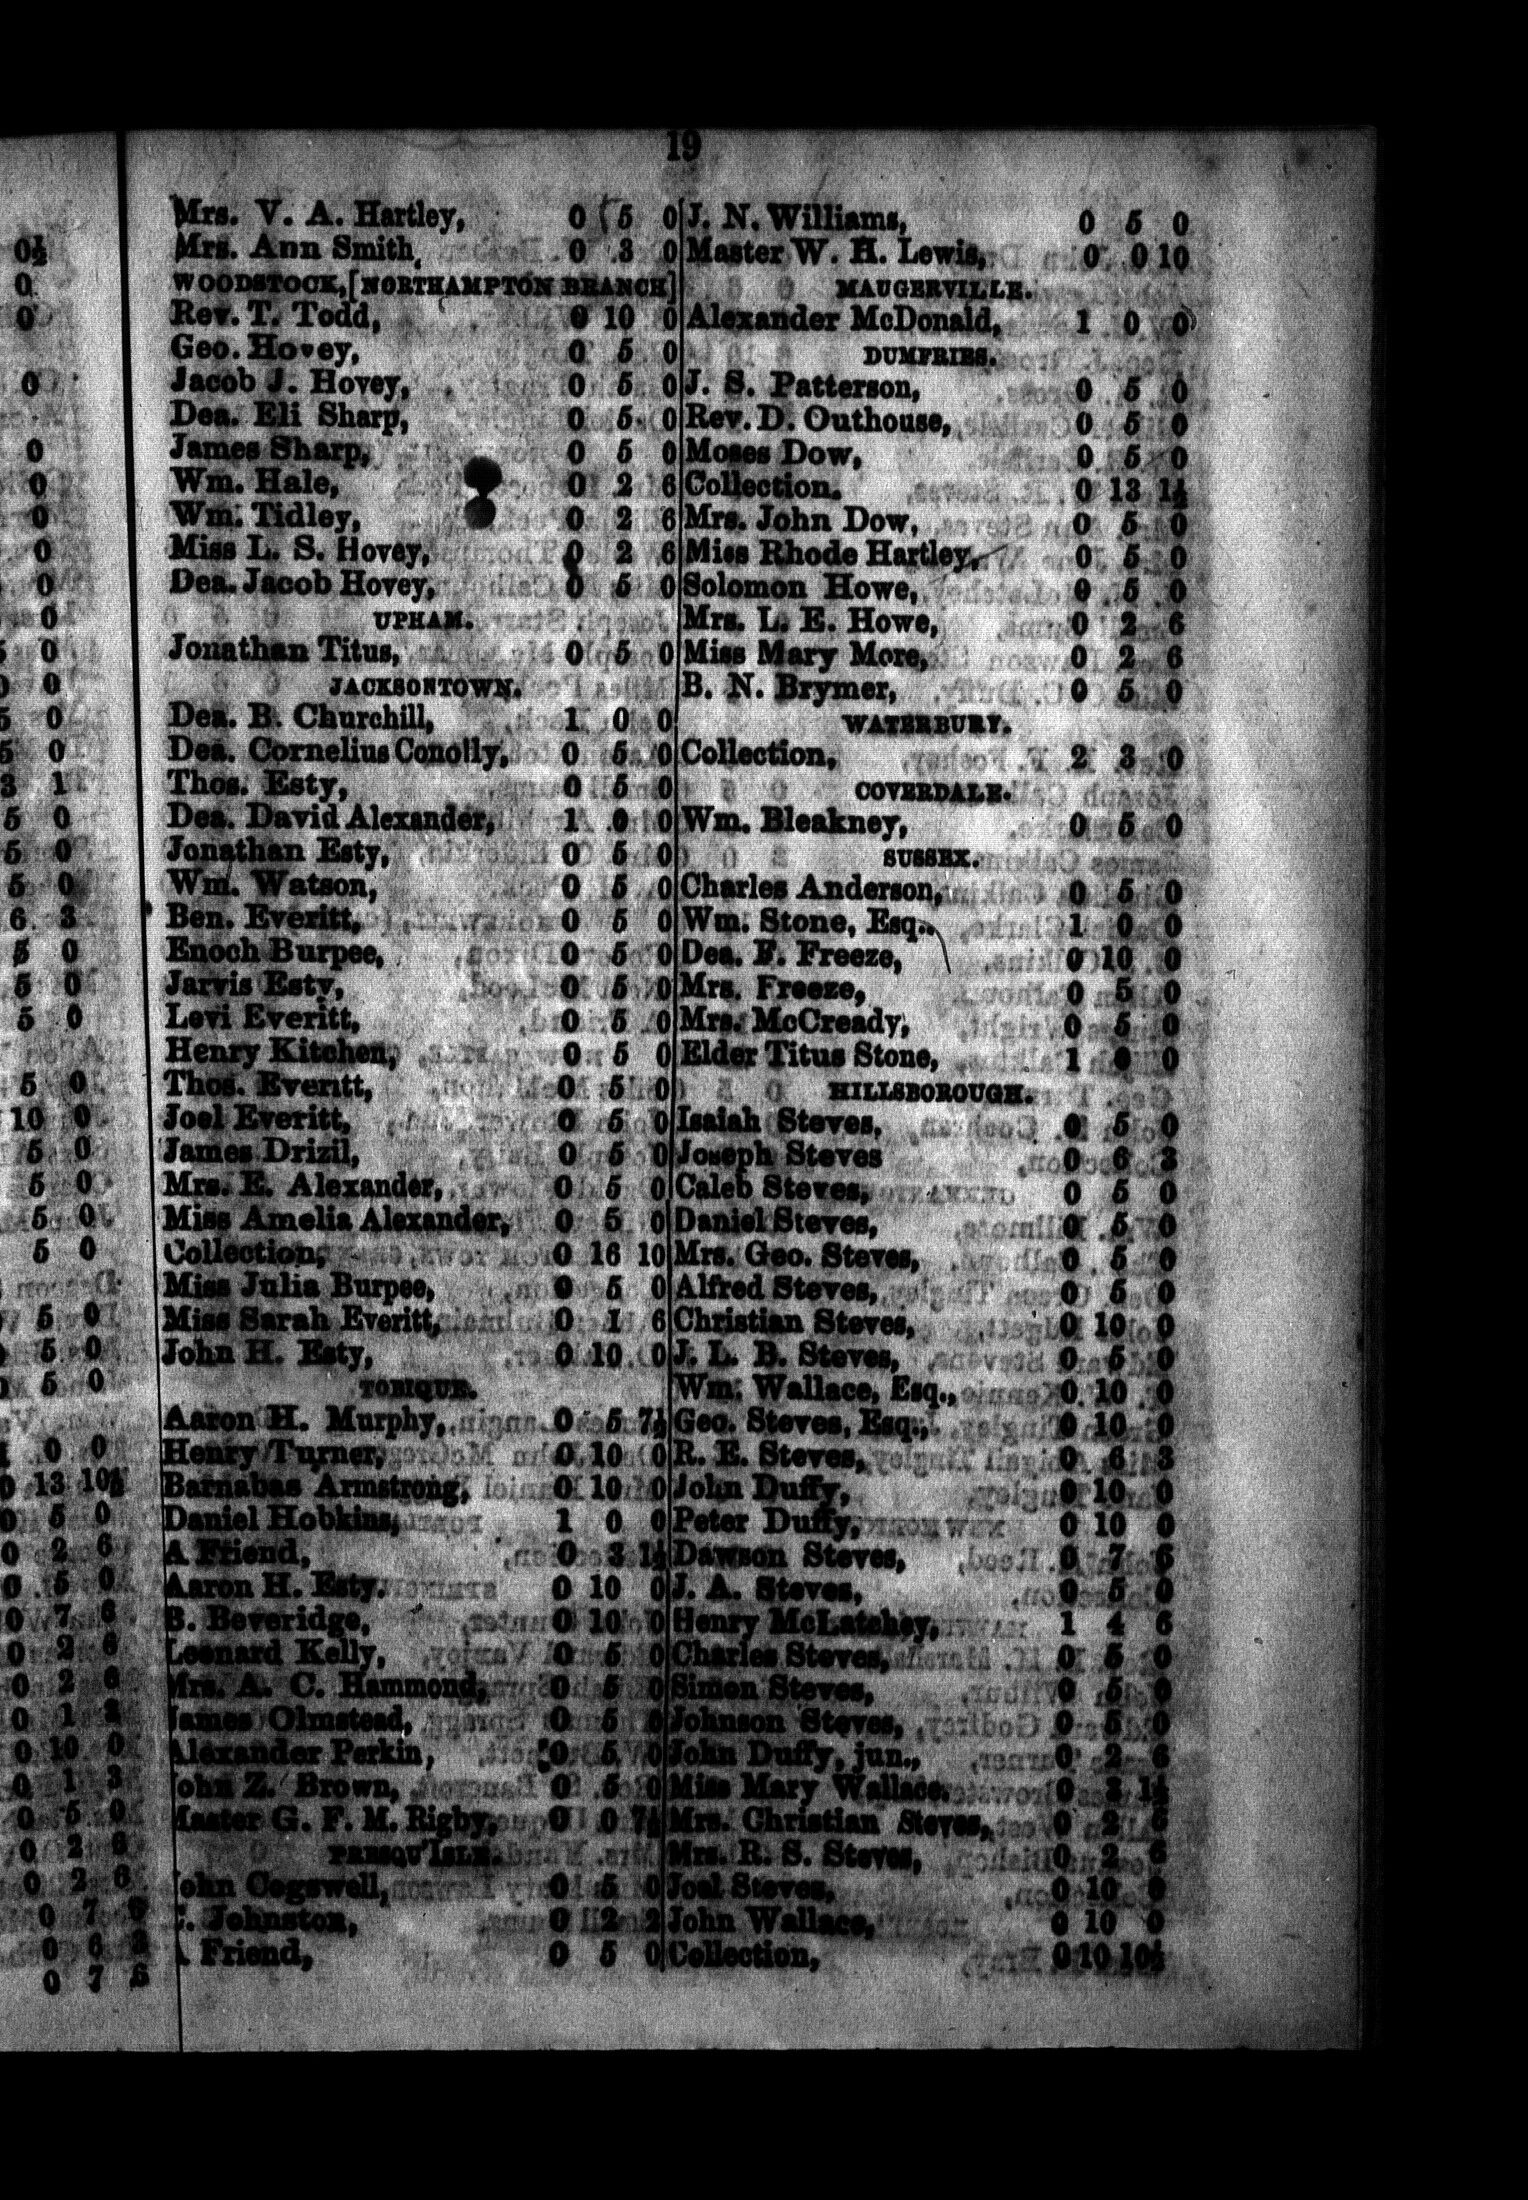 19
Mrs. V. A. Hartley, 0 5 0
Mrs. Ann Smith, 0 3 0
WOODSTOCK, [NORTHAMPTON BRANCH]
Rev. T. Todd, 0 10 0
Geo. Hovey, 0 5 0
Jacob J. Hovey, 0 5 0
Dea. Eli Sharp, 0 5 0
James Sharp, 0 5 0
Wm. Hale, 0 2 6
Wm. Tidley, 0 2 6
Miss L. S. Hovey, 0 2 6
Dea. Jacob Hovey, 0 5 0
UPHAM.
Jonathan Titus, 0 5 0
JACKSONTOWN.
Dea. B. Churchill, 1 0 0
Dea. Cornelius Conolly, 0 5 0
Thos. Esty, 0 5 0
Dea. David Alexander, 1 0 0
Jonathan Esty, 0 5 0
Wm. Watson, 0 5 0
Ben. Everitt, 0 5 0
Enoch Burpee, 0 5 0
Jarvis Esty, 0 5 0
Levi Everitt, 0 5 0
Henry Kitchen, 0 5 0
Thos. Everitt, 0 5 0
Joel Everitt, 0 5 0
James Drizil, 0 5 0
Mrs. E. Alexander, 0 5 0
Miss Amelia Alexander, 0 5 0
Collection, 0 16 10
Miss Julia Burpee, 0 5 0
Miss Sarah Everitt, 0 1 6
John H. Esty, 0 10 0
TOBIQUE.
Aaron H. Murphy, 0 5 7½
Henry Turner, 0 10 0
Barnabas Armstrong, 0 10 0
Daniel Hobkins, 1 0 0
A Friend, 0 3 1½
Aaron H. Esty. 0 10 0
B. Beveridge, 0 10 0
Leonard Kelly, 0 5 0
Mrs. A. C. Hammond, 0 5 0
James Olmstead, 0 5 0
Alexander Perkin, 0 5 0
John Z. Brown, 0 5 0
Master G. F. M. Rigby, 0 0 7½
PRESQU'ISLE.
John Cogswell, 0 5 0
Johnston, 0 2 2
A Friend, 0 5 0
J. N. Williams, 0 5 0
Master W. H. Lewis, 0 0 10
MAUGERVILLE.
Alexander McDonald, 1 0 0
DUMFRIES.
J. S. Patterson, 0 5 0
Rev. D. Outhouse, 0 5 0
Moses Dow, 0 5 0
Collection. 0 13 1½
Mrs. John Dow, 0 5 0
Miss Rhode Hartley, 0 5 0
Solomon Howe, 0 5 0
Mrs. L. E. Howe, 0 2 6
Miss Mary More, 0 2 6
B. N. Brymer, 0 5 0
WATERBURY.
Collection, 2 3 0
COVERDALE.
Wm. Bleakney, 0 5 0
SUSSEX.
Charles Anderson, 0 5 0
Wm. Stone, Esq., 1 0 0
Dea. F. Freeze, 0 10 0
Mrs. Freeze, 0 5 0
Mrs. McCready, 0 5 0
Elder Titus Stone, 1 0 0
HILLSBOROUGH.
Isaiah Steves, 0 5 0
Joseph Steves 0 6 3
Caleb Steves, 0 5 0
Daniel Steves, 0 5 0
Mrs. Geo. Steves, 0 5 0
Alfred Steves, 0 5 0
Christian Steves, 0 10 0
J. L. B. Steves, 0 5 0
Wm. Wallace, Esq., 0 10 0
Geo. Steves, Esq., 0 10 0
R. E. Steves, 0 6 3
John Duffy, 0 10 0
Peter Duffy, 0 10 0
Dawson Steves, 0 7 6
J. A. Steves, 0 5 0
Henry McLatchey, 1 4 6
Charles Steves, 0 5 0
Simon Steves, 0 5 0
Johnson Steves, 0 5 0
John Duffy, jun., 0 2 6
Miss Mary Wallace. 0 3 1½
Mrs. Christian Steves, 0 2 6
Mrs. R. S. Steves, 0 2 6
Joel Steves, 0 10 0
John Wallace, 0 10 0
Collection, 0 10 10½